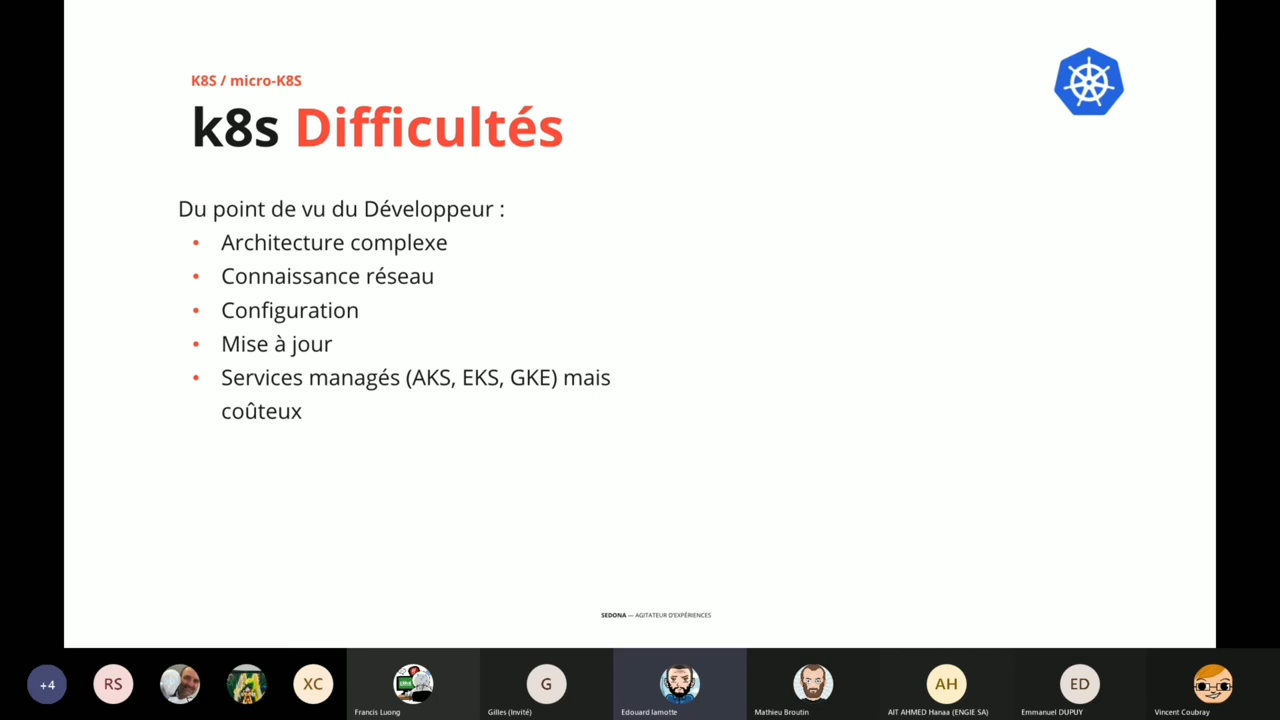 K8S / micro-K8S
k8s Difficultés
Du point de vu du Développeur :
• Architecture complexe
• Connaissance réseau
• Configuration
• Mise à jour
• Services managés (AKS, EKS, GKE) mais
coûteux
SEDONA — AGITATEUR D'EXPÉRIENCES
+4
RS
XC
G
AH
ED
Francis Luong
Gilles (Invité)
Edouard lamotte
Mathieu Broutin
AIT AHMED Hanaa (ENGIE SA)
Emmanuel DUPUY
Vincent Coubray